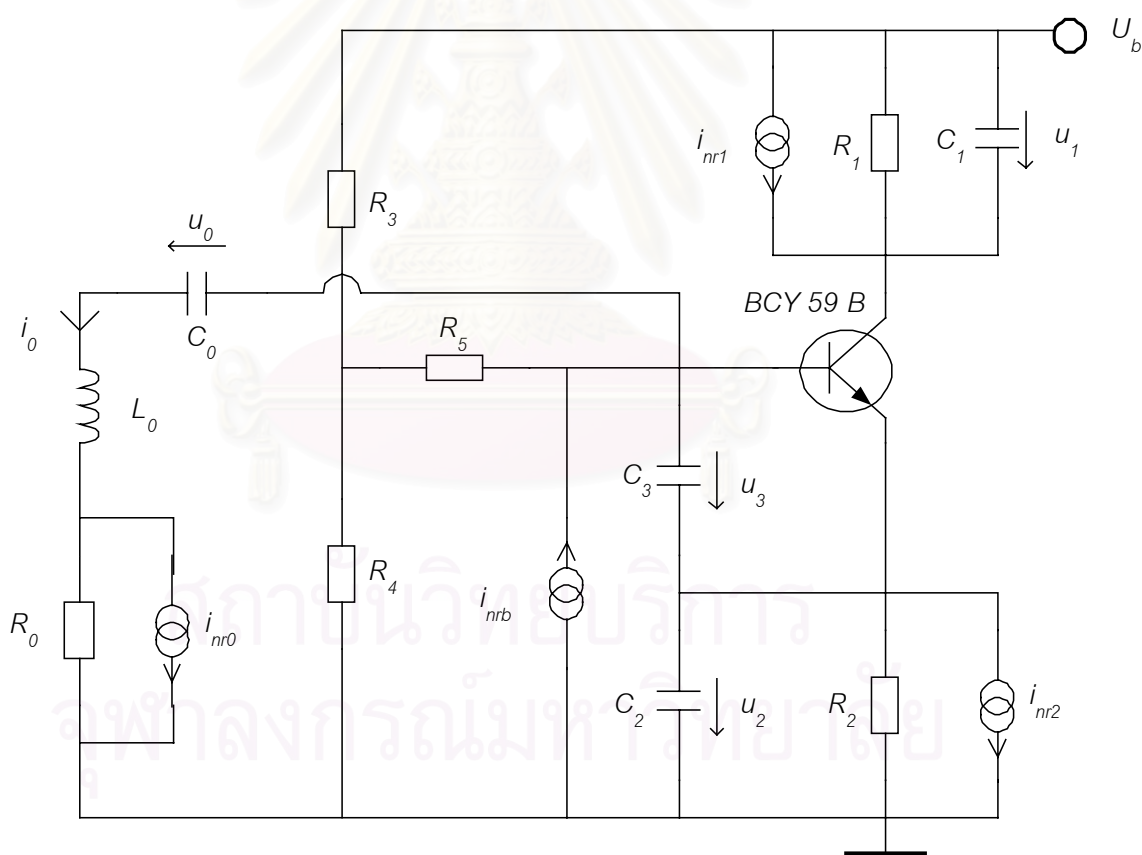 U_b
i_nr1
R_1
C_1
u_1
R_3
u_0
BCY 59 B
i_0
C_0
R_5
L_0
C_3
u_3
R_4
i_nrb
R_0
i_nr0
C_2
u_2
R_2
i_nr2
สถาบันวิทยบริการ
จุฬาลงกรณ์มหาวิทยาลัย